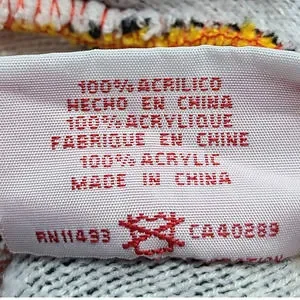 100% ACRILICO
HECHO EN CHINA
100% ACRYLIQUE
FABRIQUE EN CHINE
100% ACRYLIC
MADE IN CHINA
RN11493 CA40289